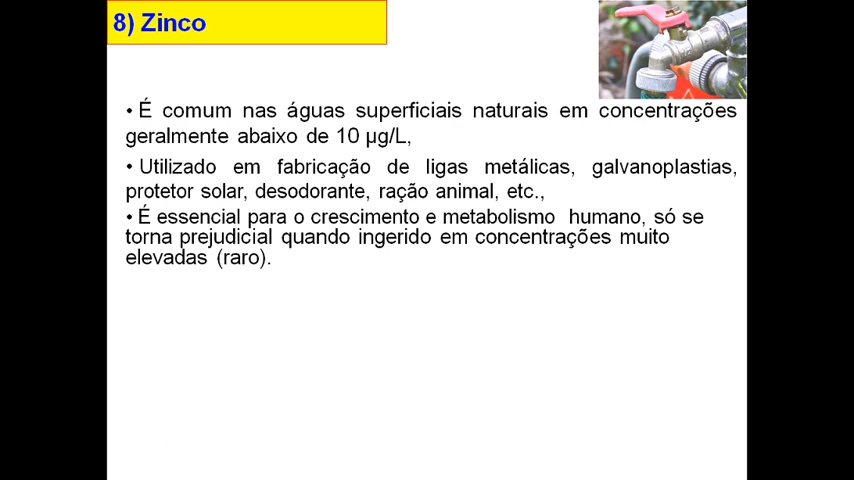 8) Zinco
• É comum nas águas superficiais naturais em concentrações
geralmente abaixo de 10 µg/L,
• Utilizado em fabricação de ligas metálicas, galvanoplastias,
protetor solar, desodorante, ração animal, etc.,
• É essencial para o crescimento e metabolismo humano, só se
torna prejudicial quando ingerido em concentrações muito
elevadas (raro).